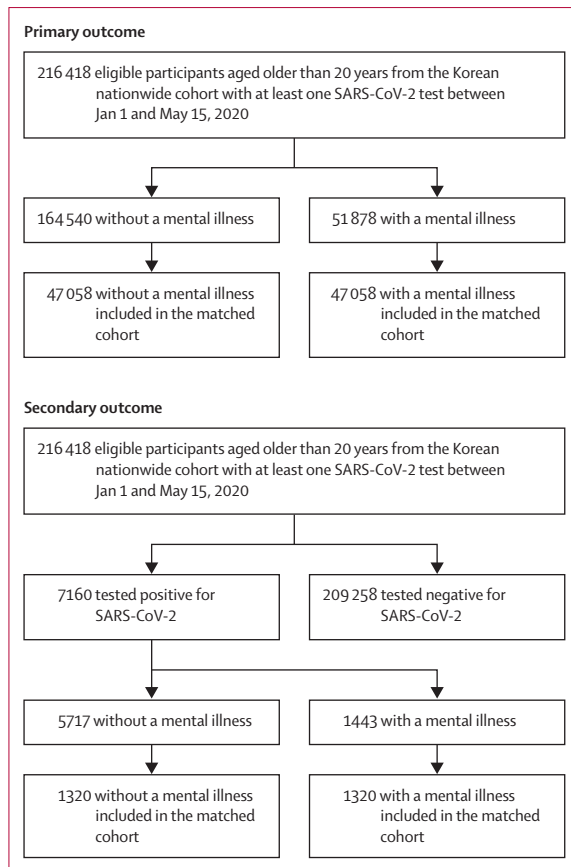 Primary outcome
216 418 eligible participants aged older than 20 years from the Korean
nationwide cohort with at least one SARS-CoV-2 test between
Jan 1 and May 15, 2020
164 540 without a mental illness
51 878 with a mental illness
47 058 without a mental illness
included in the matched
cohort
47 058 with a mental illness
included in the matched
cohort
Secondary outcome
216 418 eligible participants aged older than 20 years from the Korean
nationwide cohort with at least one SARS-CoV-2 test between
Jan 1 and May 15, 2020
7160 tested positive for
SARS-CoV-2
209 258 tested negative for
SARS-CoV-2
5717 without a mental illness
1443 with a mental illness
1320 without a mental illness
included in the matched
cohort
1320 with a mental illness
included in the matched
cohort